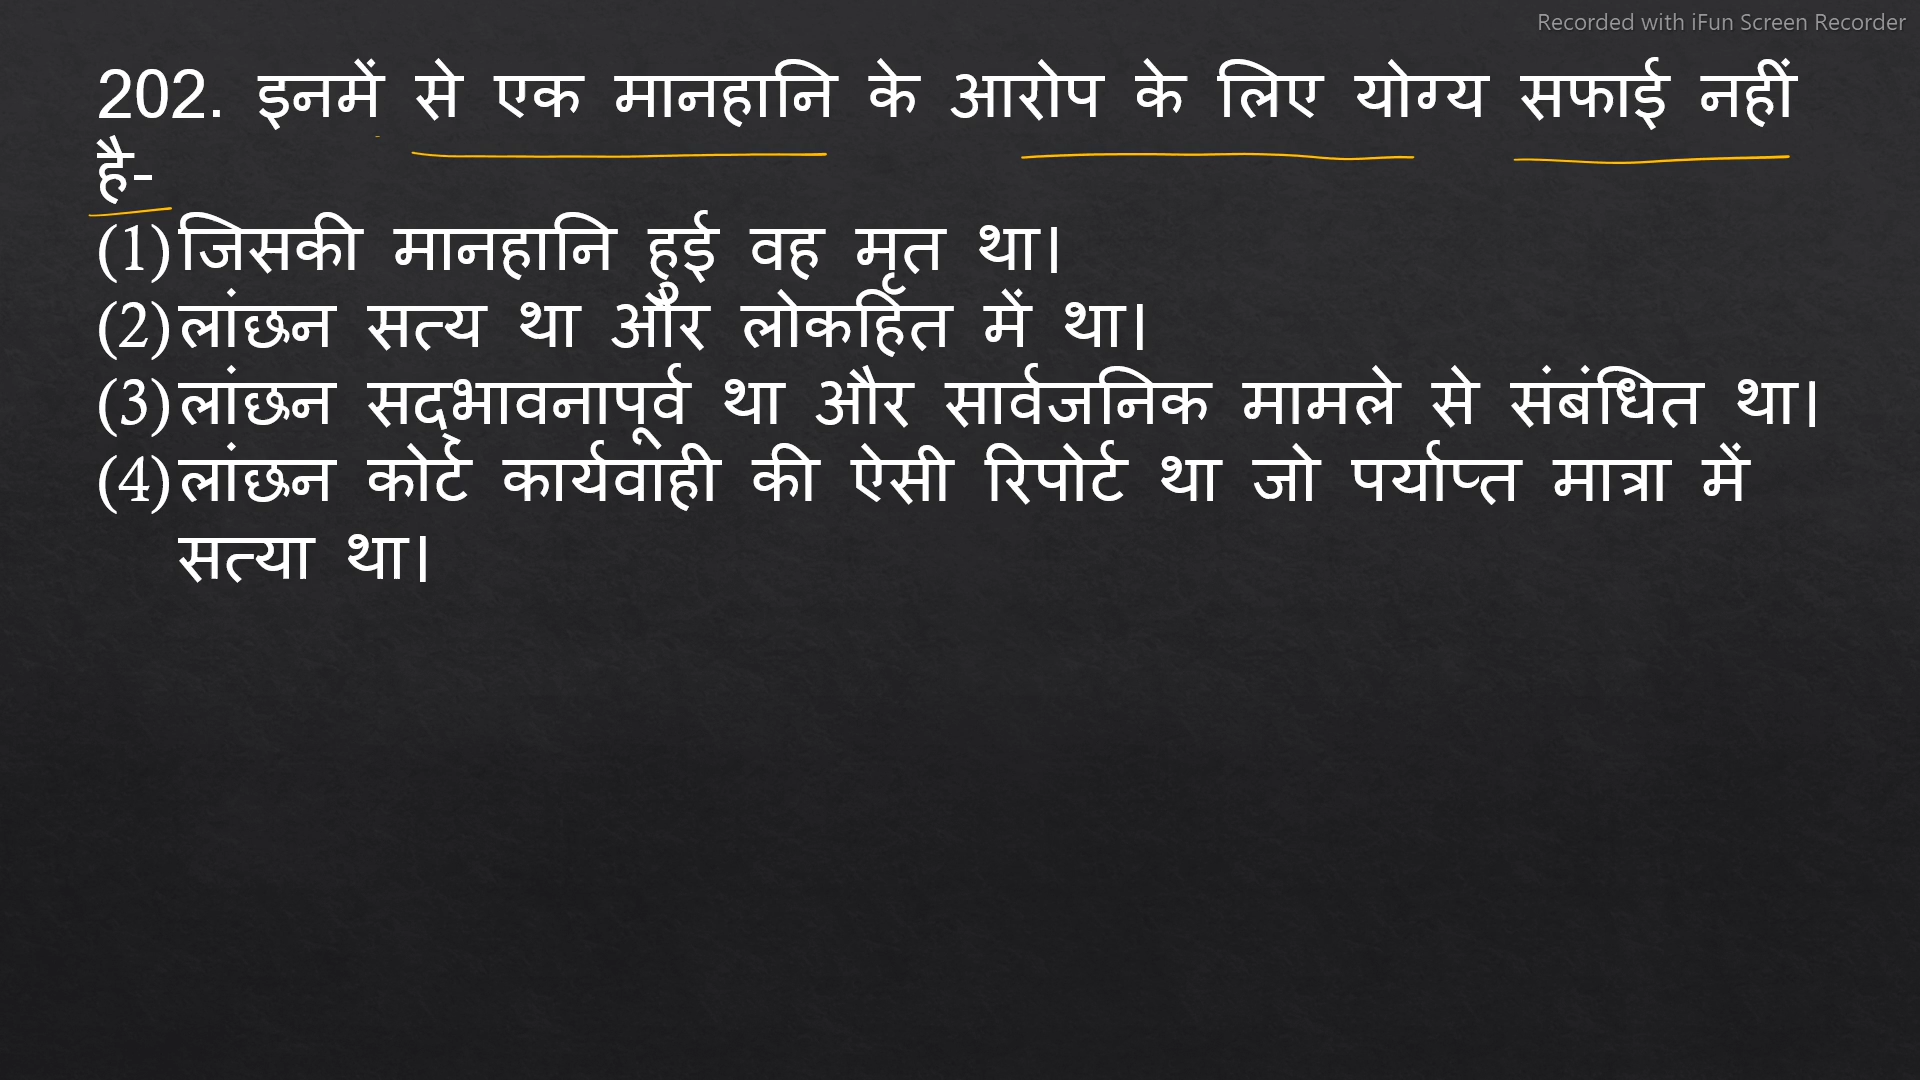 Recorded with iFun Screen Recorder
202. इनमें से एक मानहानि के आरोप के लिए योग्य सफाई नहीं
है-
(1) जिसकी मानहानि हुई वह मृत था।
(2) लांछन सत्य था और लोकहित में था।
(3) लांछन सद्भावनापूर्व था और सार्वजनिक मामले से संबंधित था।
(4) लांछन कोर्ट कार्यवाही की ऐसी रिपोर्ट था जो पर्याप्त मात्रा में
सत्या था।